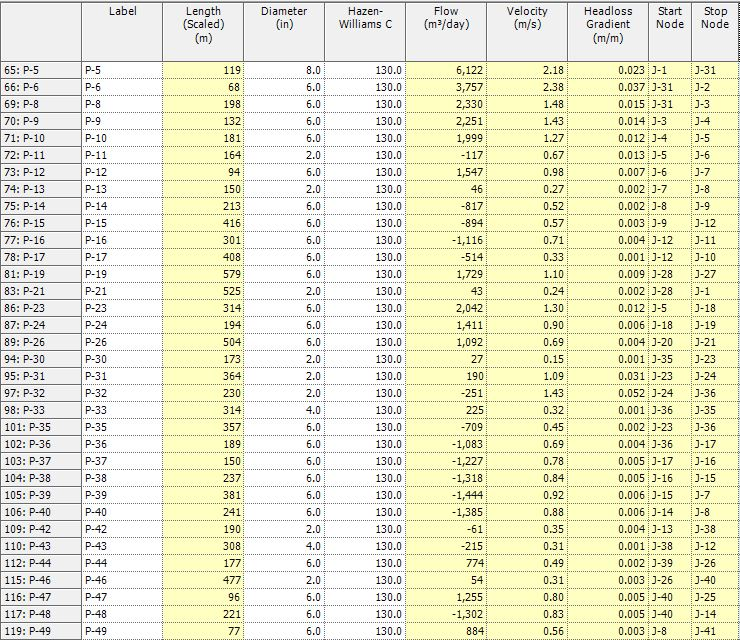 Label Length (Scaled) (m) Diameter (in) Hazen-Williams C Flow (m³/day) Velocity (m/s) Headloss Gradient (m/m) Start Node Stop Node
65: P-5 P-5 119 8.0 130.0 6,122 2.18 0.023 J-1 J-31
66: P-6 P-6 68 6.0 130.0 3,757 2.38 0.037 J-31 J-2
69: P-8 P-8 198 6.0 130.0 2,330 1.48 0.015 J-31 J-3
70: P-9 P-9 132 6.0 130.0 2,251 1.43 0.014 J-3 J-4
71: P-10 P-10 181 6.0 130.0 1,999 1.27 0.012 J-4 J-5
72: P-11 P-11 164 2.0 130.0 -117 0.67 0.013 J-5 J-6
73: P-12 P-12 94 6.0 130.0 1,547 0.98 0.007 J-6 J-7
74: P-13 P-13 150 2.0 130.0 46 0.27 0.002 J-7 J-8
75: P-14 P-14 213 6.0 130.0 -817 0.52 0.002 J-8 J-9
76: P-15 P-15 416 6.0 130.0 -894 0.57 0.003 J-9 J-12
77: P-16 P-16 301 6.0 130.0 -1,116 0.71 0.004 J-12 J-11
78: P-17 P-17 408 6.0 130.0 -514 0.33 0.001 J-12 J-10
81: P-19 P-19 579 6.0 130.0 1,729 1.10 0.009 J-28 J-27
83: P-21 P-21 525 2.0 130.0 43 0.24 0.002 J-28 J-1
86: P-23 P-23 314 6.0 130.0 2,042 1.30 0.012 J-5 J-18
87: P-24 P-24 194 6.0 130.0 1,411 0.90 0.006 J-18 J-19
89: P-26 P-26 504 6.0 130.0 1,092 0.69 0.004 J-20 J-21
94: P-30 P-30 173 2.0 130.0 27 0.15 0.001 J-35 J-23
95: P-31 P-31 364 2.0 130.0 190 1.09 0.031 J-23 J-24
97: P-32 P-32 230 2.0 130.0 -251 1.43 0.052 J-24 J-36
98: P-33 P-33 314 4.0 130.0 225 0.32 0.001 J-36 J-35
101: P-35 P-35 357 6.0 130.0 -709 0.45 0.002 J-23 J-36
102: P-36 P-36 189 6.0 130.0 -1,083 0.69 0.004 J-36 J-17
103: P-37 P-37 150 6.0 130.0 -1,227 0.78 0.005 J-17 J-16
104: P-38 P-38 237 6.0 130.0 -1,318 0.84 0.005 J-16 J-15
105: P-39 P-39 381 6.0 130.0 -1,444 0.92 0.006 J-15 J-7
106: P-40 P-40 241 6.0 130.0 -1,385 0.88 0.006 J-14 J-8
109: P-42 P-42 190 2.0 130.0 -61 0.35 0.004 J-13 J-38
110: P-43 P-43 308 4.0 130.0 -215 0.31 0.001 J-38 J-12
112: P-44 P-44 177 6.0 130.0 774 0.49 0.002 J-39 J-26
115: P-46 P-46 477 2.0 130.0 54 0.31 0.003 J-26 J-40
116: P-47 P-47 96 6.0 130.0 1,255 0.80 0.005 J-40 J-25
117: P-48 P-48 221 6.0 130.0 -1,302 0.83 0.005 J-40 J-14
119: P-49 P-49 77 6.0 130.0 884 0.56 0.003 J-8 J-41